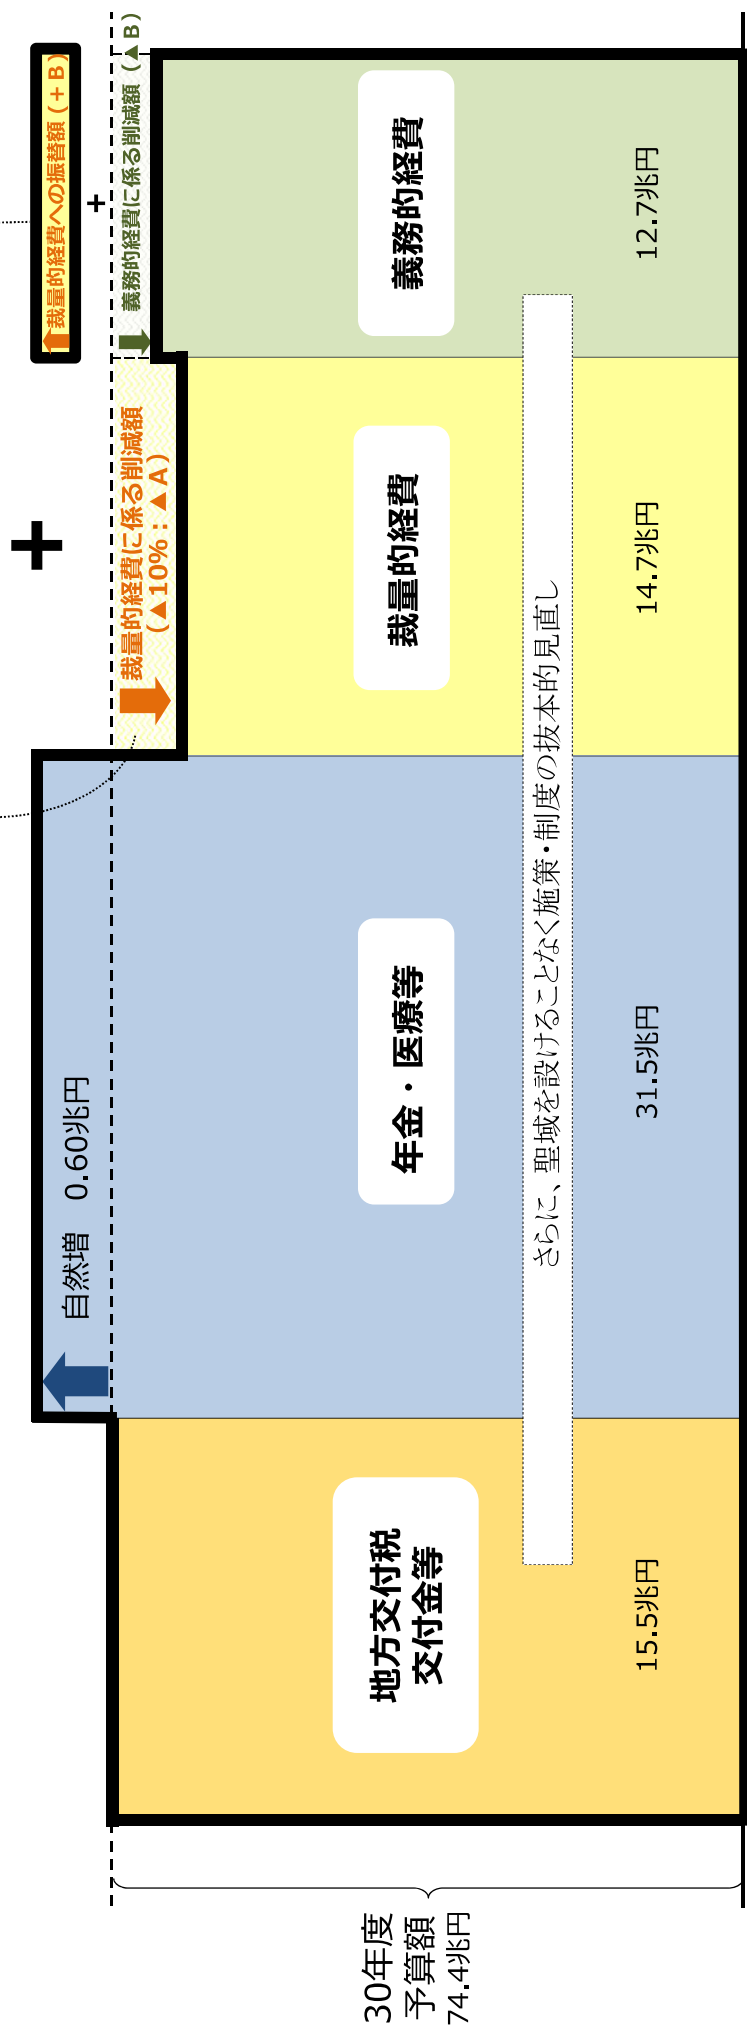 30年度
予算額
74.4兆円
地方交付税
交付金等
15.5兆円
自然増　0.60兆円
年金・医療等
31.5兆円
+
裁量的経費に係る削減額
（▲10%：▲A）
裁量的経費
14.7兆円
裁量的経費への振替額（+B）
+
義務的経費に係る削減額（▲B）
義務的経費
12.7兆円
さらに、聖域を設けることなく施策・制度の抜本的見直し